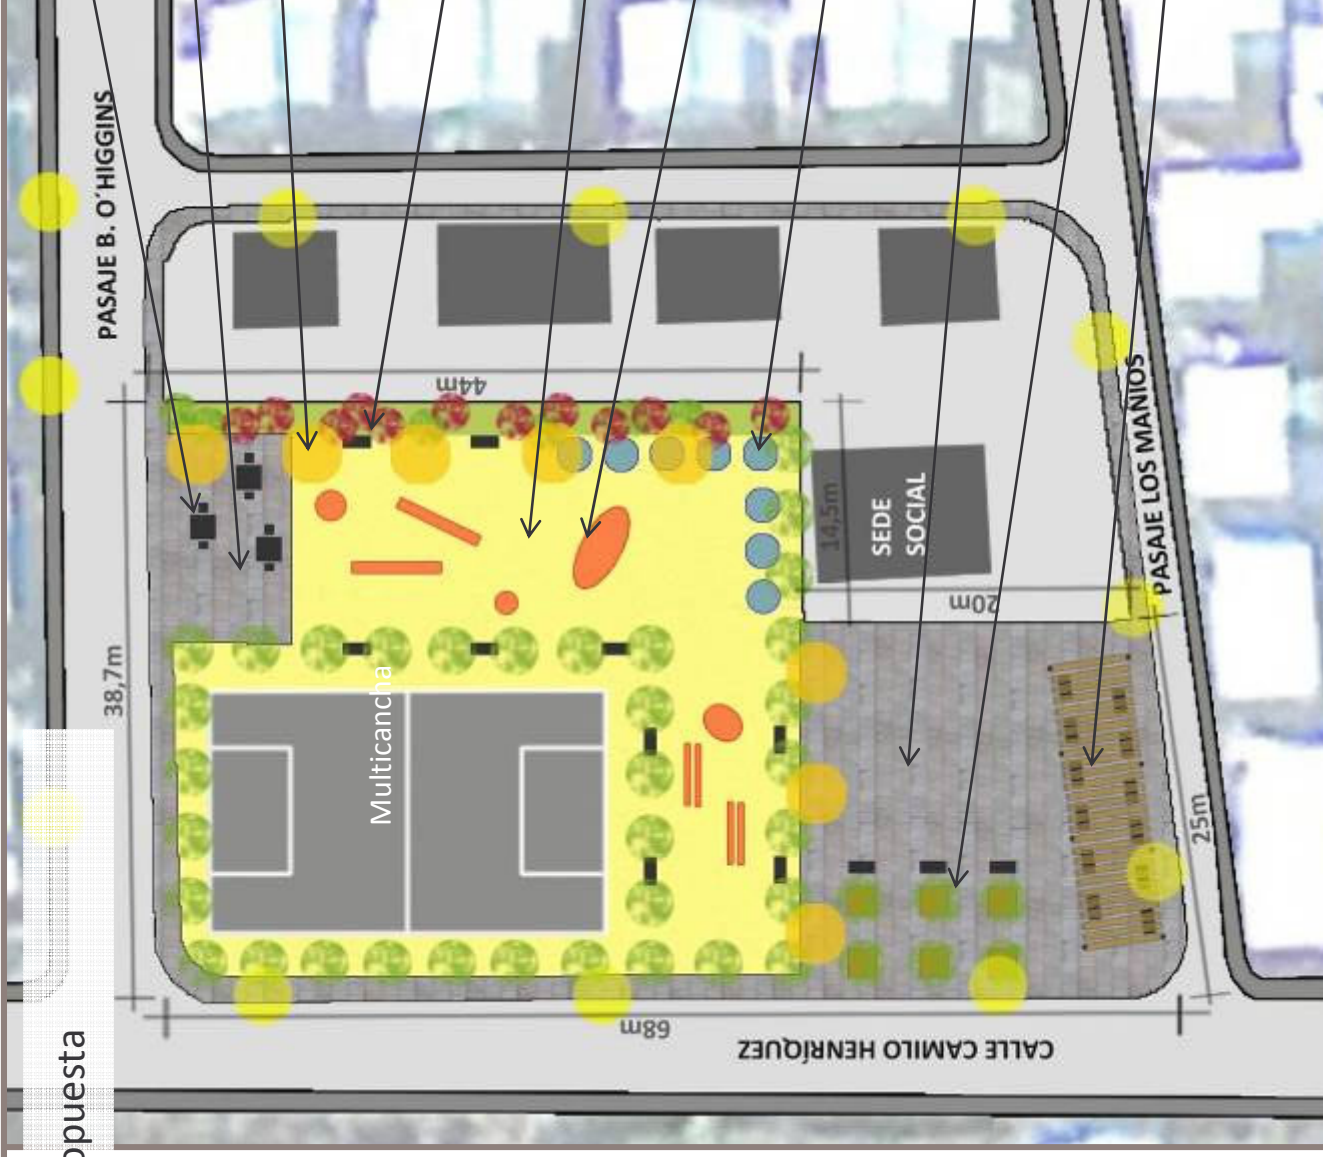 PASAJE B. O´HIGGINS
44m
14,5m
SEDE
SOCIAL
PASAJE LOS MANIOS
20m
38,7m
Multicancha
25m
68m
CALLE CAMILO HENRÍQUEZ
opuesta